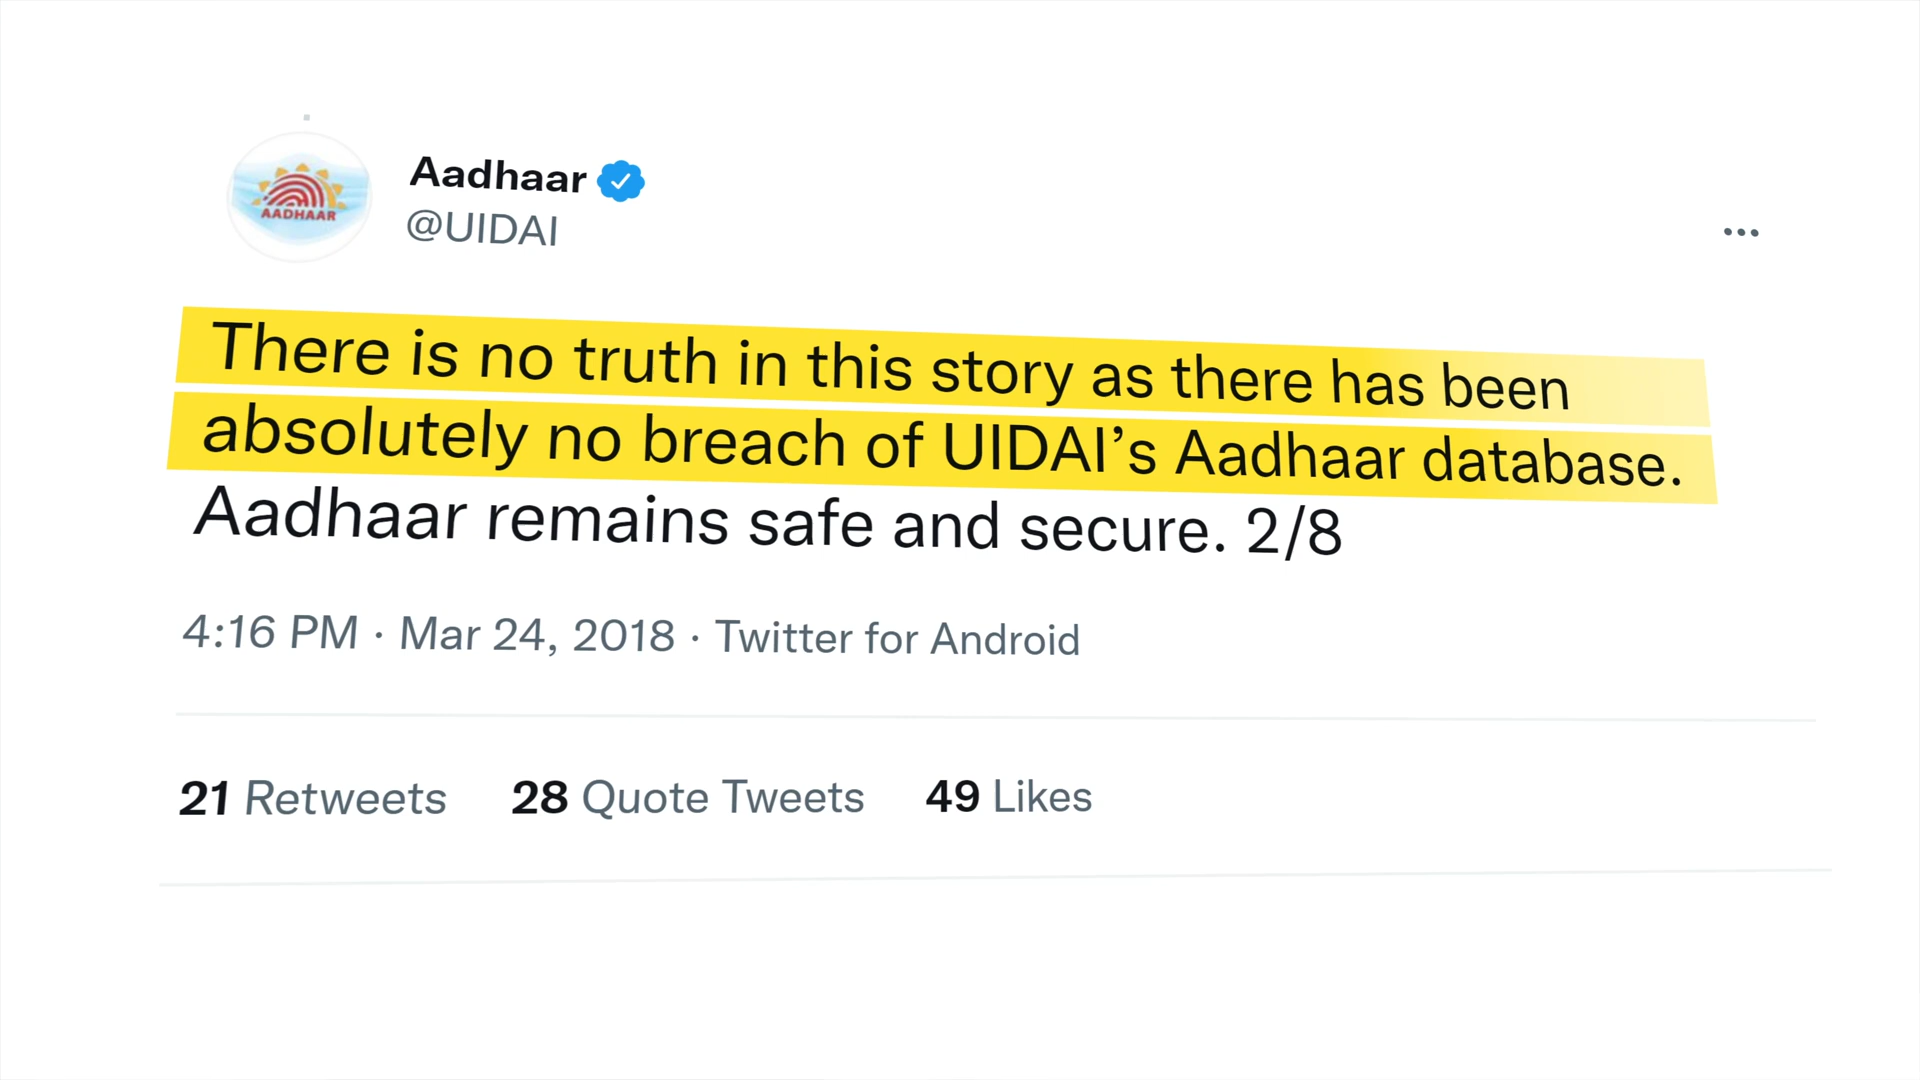 AADHAAR
Aadhaar
@UIDAI
There is no truth in this story as there has been
absolutely no breach of UIDAI’s Aadhaar database.
Aadhaar remains safe and secure. 2/8
4:16 PM · Mar 24, 2018 · Twitter for Android
21 Retweets 28 Quote Tweets 49 Likes